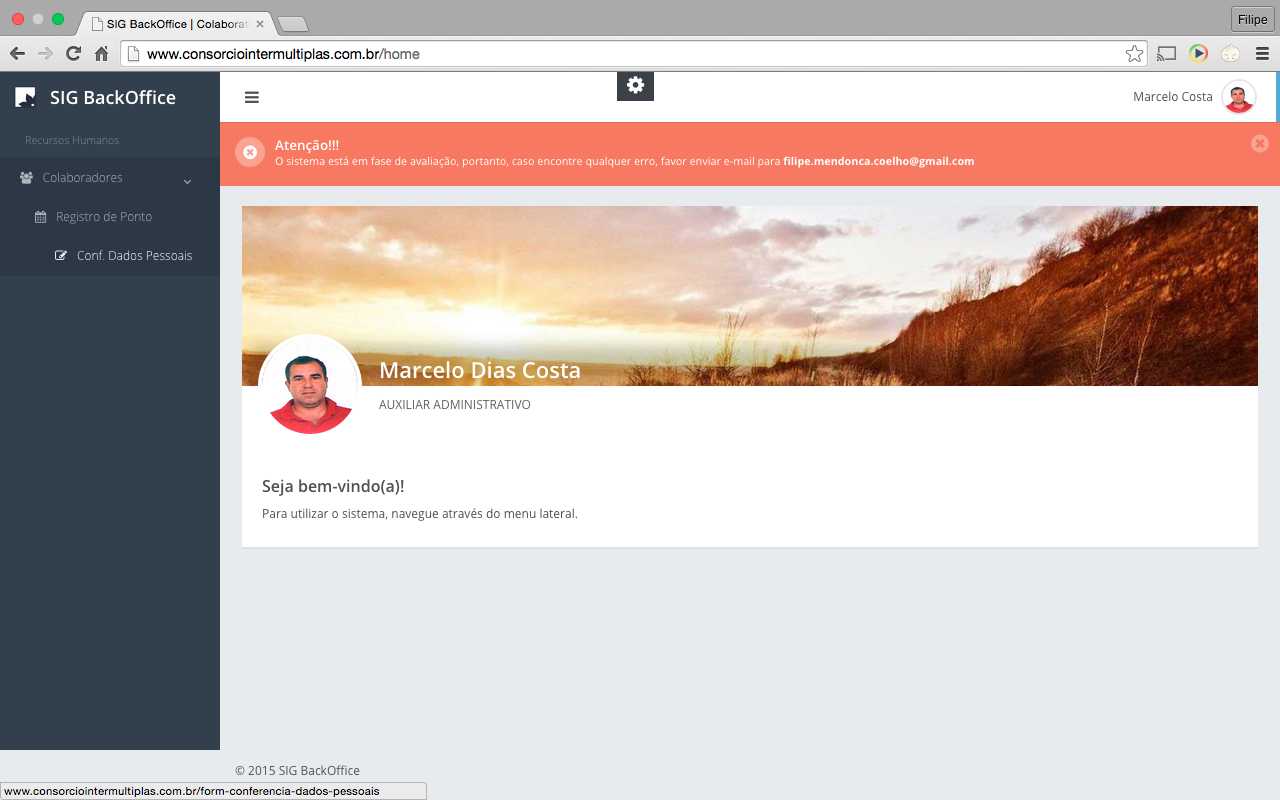 SIG BackOffice | Colabora
Filipe
www.consorciointermultiplas.com.br/home
SIG BackOffice
Marcelo Costa
Recursos Humanos
Colaboradores
Registro de Ponto
Conf. Dados Pessoais
Atenção!!!
O sistema está em fase de avaliação, portanto, caso encontre qualquer erro, favor enviar e-mail para filipe.mendonca.coelho@gmail.com
Marcelo Dias Costa
AUXILIAR ADMINISTRATIVO
Seja bem-vindo(a)!
Para utilizar o sistema, navegue através do menu lateral.
© 2015 SIG BackOffice
www.consorciointermultiplas.com.br/form-conferencia-dados-pessoais